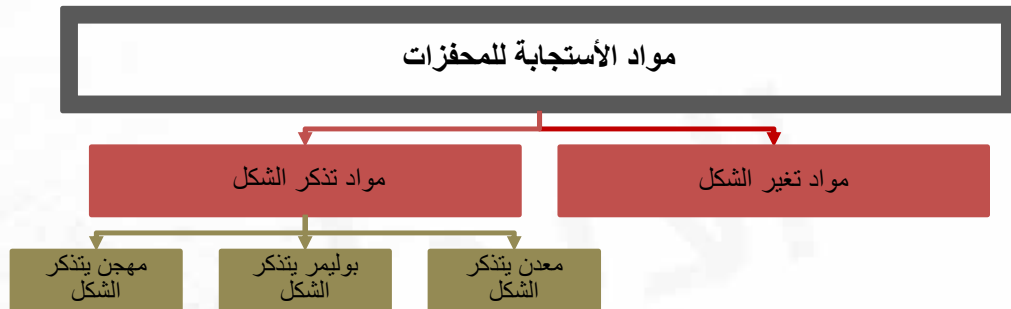 مواد الأستجابة للمحفزات
مواد تغير الشكل
مواد تذكر الشكل
معدن يتذكر
الشكل
بوليمر يتذكر
الشكل
مهجن يتذكر
الشكل